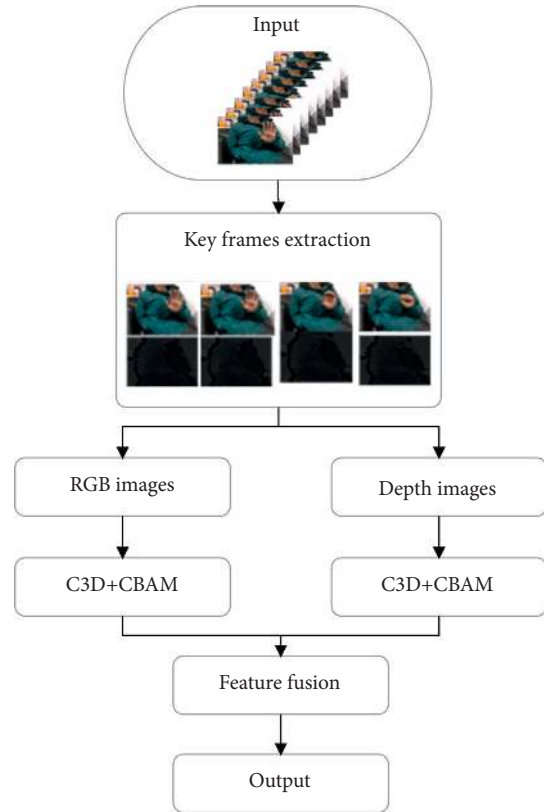 Input
Key frames extraction
RGB images
Depth images
C3D+CBAM
C3D+CBAM
Feature fusion
Output